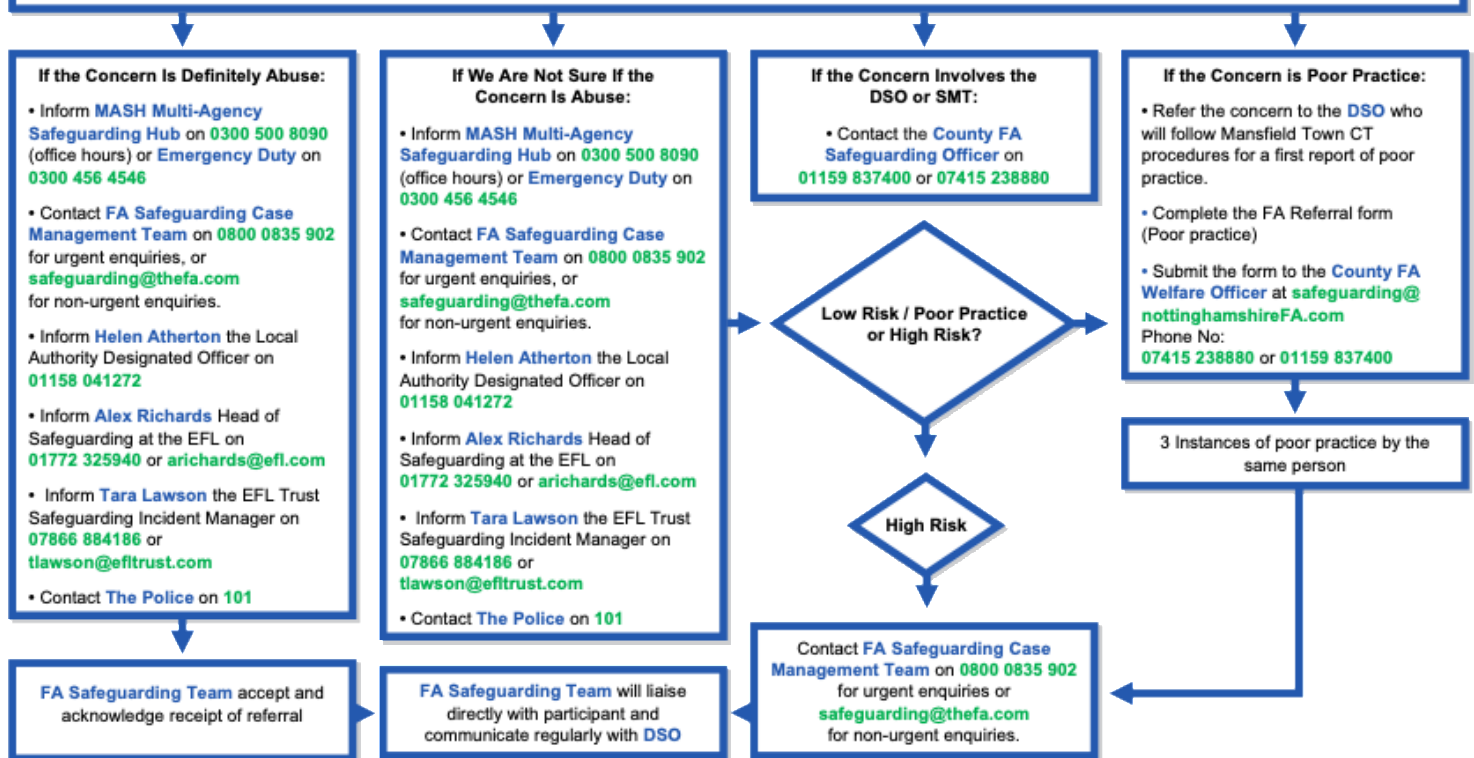 If the Concern Is Definitely Abuse:
• Inform MASH Multi-Agency
Safeguarding Hub on 0300 500 8090
(office hours) or Emergency Duty on
0300 456 4546
• Contact FA Safeguarding Case
Management Team on 0800 0835 902
for urgent enquiries, or
safeguarding@thefa.com
for non-urgent enquiries.
• Inform Helen Atherton the Local
Authority Designated Officer on
01158 041272
• Inform Alex Richards Head of
Safeguarding at the EFL on
01772 325940 or arichards@efl.com
• Inform Tara Lawson the EFL Trust
Safeguarding Incident Manager on
07866 884186 or
tlawson@efltrust.com
• Contact The Police on 101
If We Are Not Sure If the
Concern Is Abuse:
• Inform MASH Multi-Agency
Safeguarding Hub on 0300 500 8090
(office hours) or Emergency Duty on
0300 456 4546
• Contact FA Safeguarding Case
Management Team on 0800 0835 902
for urgent enquiries, or
safeguarding@thefa.com
for non-urgent enquiries.
• Inform Helen Atherton the Local
Authority Designated Officer on
01158 041272
• Inform Alex Richards Head of
Safeguarding at the EFL on
01772 325940 or arichards@efl.com
• Inform Tara Lawson the EFL Trust
Safeguarding Incident Manager on
07866 884186 or
tlawson@efltrust.com
• Contact The Police on 101
If the Concern Involves the
DSO or SMT:
• Contact the County FA
Safeguarding Officer on
01159 837400 or 07415 238880
Low Risk / Poor Practice
or High Risk?
High Risk
If the Concern is Poor Practice:
• Refer the concern to the DSO who
will follow Mansfield Town CT
procedures for a first report of poor
practice.
• Complete the FA Referral form
(Poor practice)
• Submit the form to the County FA
Welfare Officer at safeguarding@
nottinghamshireFA.com
Phone No:
07415 238880 or 01159 837400
3 Instances of poor practice by the
same person
FA Safeguarding Team accept and
acknowledge receipt of referral
FA Safeguarding Team will liaise
directly with participant and
communicate regularly with DSO
Contact FA Safeguarding Case
Management Team on 0800 0835 902
for urgent enquiries or
safeguarding@thefa.com
for non-urgent enquiries.